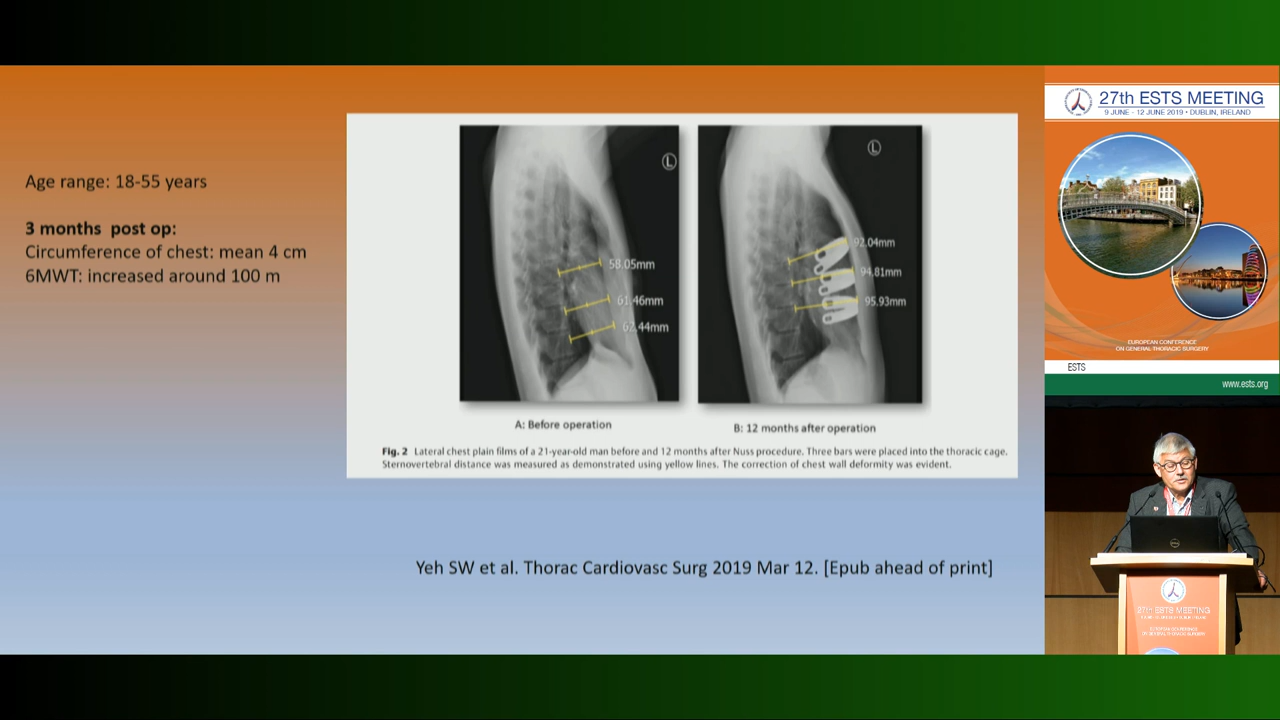 Age range: 18-55 years
3 months post op:
Circumference of chest: mean 4 cm
6MWT: increased around 100 m
L
58.05mm
61.46mm
62.44mm
A: Before operation
L
92.04mm
94.81mm
95.93mm
B: 12 months after operation
Fig. 2 Lateral chest plain films of a 21-year-old man before and 12 months after Nuss procedure. Three bars were placed into the thoracic cage.
Sternovertebral distance was measured as demonstrated using yellow lines. The correction of chest wall deformity was evident.
Yeh SW et al. Thorac Cardiovasc Surg 2019 Mar 12. [Epub ahead of print]
27th ESTS MEETING
9 JUNE - 12 JUNE 2019 • DUBLIN, IRELAND
EUROPEAN CONFERENCE
ON GENERAL THORACIC SURGERY
ESTS
www.ests.org
27th ESTS MEETING